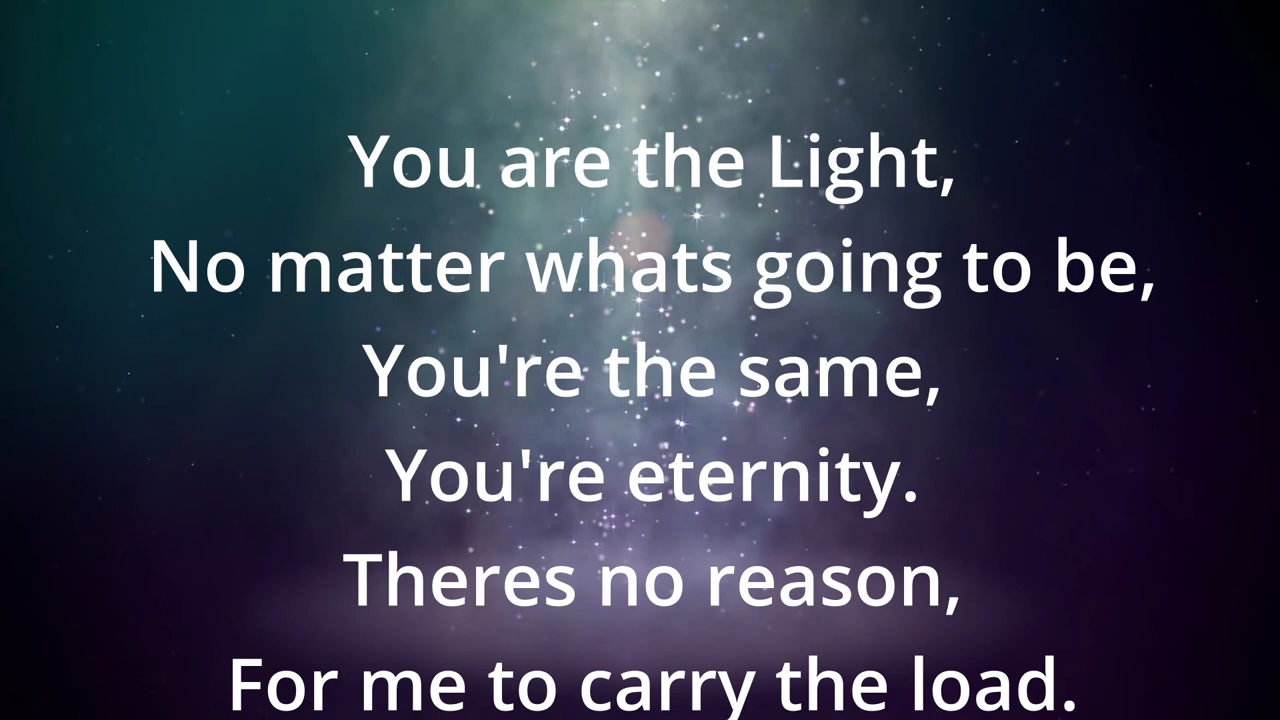 You are the Light,
No matter whats going to be,
You're the same,
You're eternity.
Theres no reason,
For me to carry the load.